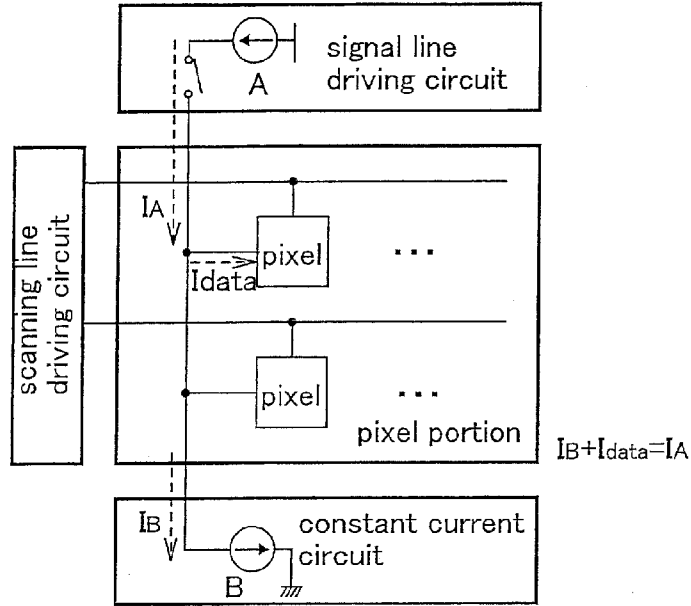 signal line
driving circuit
A
scanning line
driving circuit
IA
pixel
...
Idata
pixel
...
pixel portion
IB+Idata=IA
IB
constant current
circuit
B